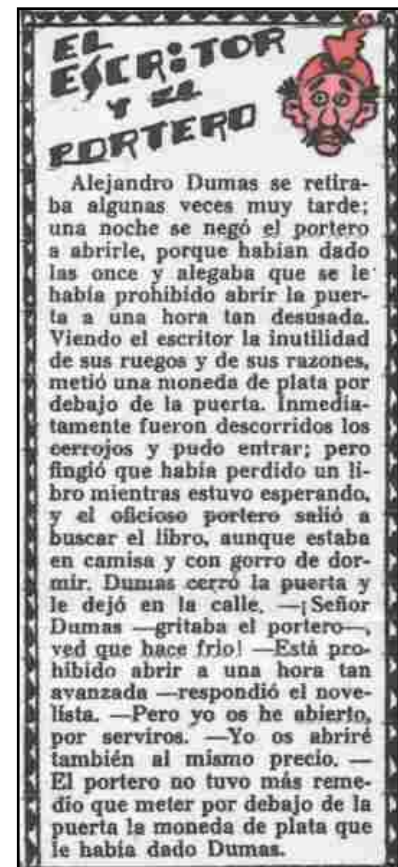 EL
ESCRITOR
Y EL
PORTERO
Alejandro Dumas se retira-
ba algunas veces muy tarde;
una noche se negó el portero
a abrirle, porque habían dado
las once y alegaba que se le
había prohibido abrir la puer-
ta a una hora tan desusada.
Viendo el escritor la inutilidad
de sus ruegos y de sus razones,
metió una moneda de plata por
debajo de la puerta. Inmedia-
tamente fueron descorridos los
cerrojos y pudo entrar; pero
fingió que había perdido un li-
bro mientras estuvo esperando,
y el oficioso portero salió a
buscar el libro, aunque estaba
en camisa y con gorro de dor-
mir. Dumas cerró la puerta y
le dejó en la calle. —¡Señor
Dumas —gritaba el portero—,
ved que hace frío! —Está pro-
hibido abrir a una hora tan
avanzada —respondió el nove-
lista. —Pero yo os he abierto,
por serviros. —Yo os abriré
también al mismo precio. —
El portero no tuvo más reme-
dio que meter por debajo de la
puerta la moneda de plata que
le había dado Dumas.